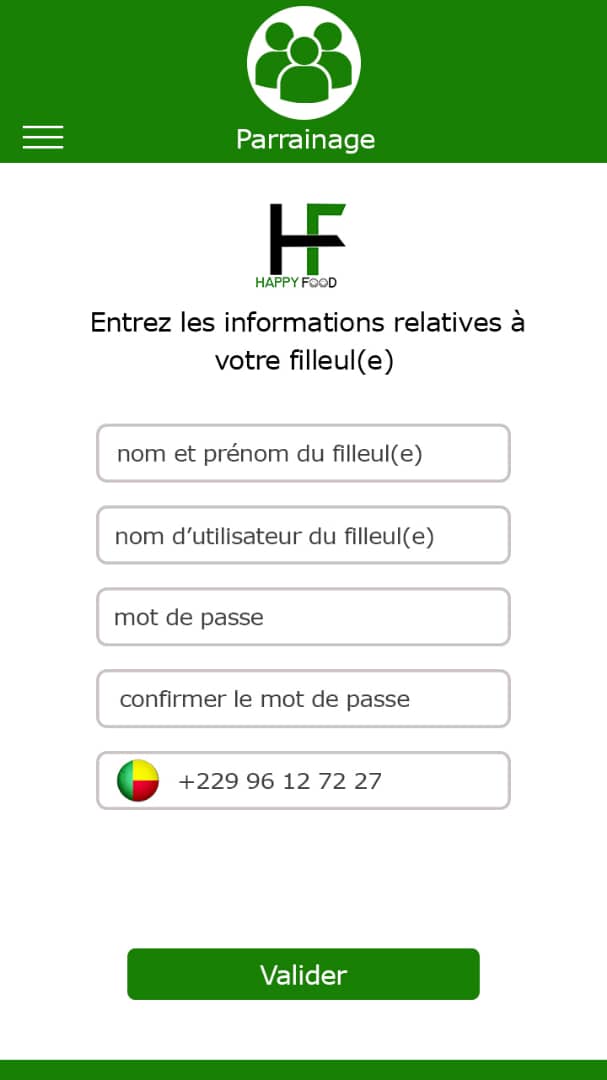 Parrainage
HF
HAPPY FOOD
Entrez les informations relatives à
votre filleul(e)
nom et prénom du filleul(e)
nom d’utilisateur du filleul(e)
mot de passe
confirmer le mot de passe
+229 96 12 72 27
Valider